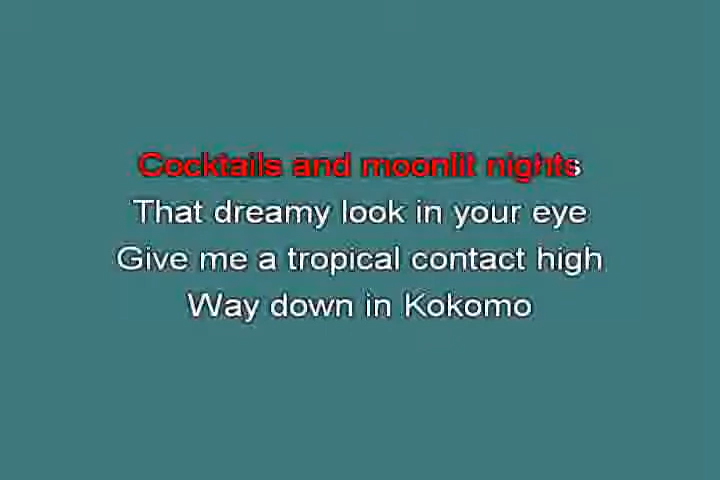 Cocktails and moonlit nights
That dreamy look in your eye
Give me a tropical contact high
Way down in Kokomo